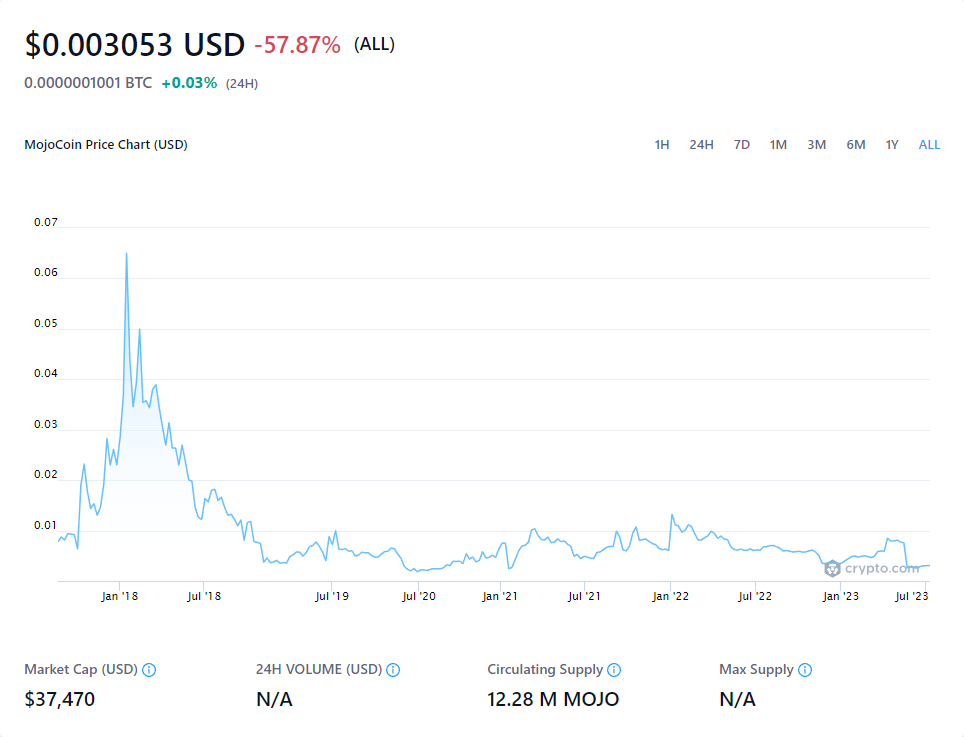 $0.003053 USD -57.87% (ALL)
0.0000001001 BTC +0.03% (24H)
MojoCoin Price Chart (USD) 1H 24H 7D 1M 3M 6M 1Y ALL
0.07
0.06
0.05
0.04
0.03
0.02
0.01
crypto.com
Jan '18 Jul '18 Jul '19 Jul '20 Jan '21 Jul '21 Jan '22 Jul '22 Jan '23 Jul '23
Market Cap (USD) 24H VOLUME (USD) Circulating Supply Max Supply
$37,470 N/A 12.28 M MOJO N/A